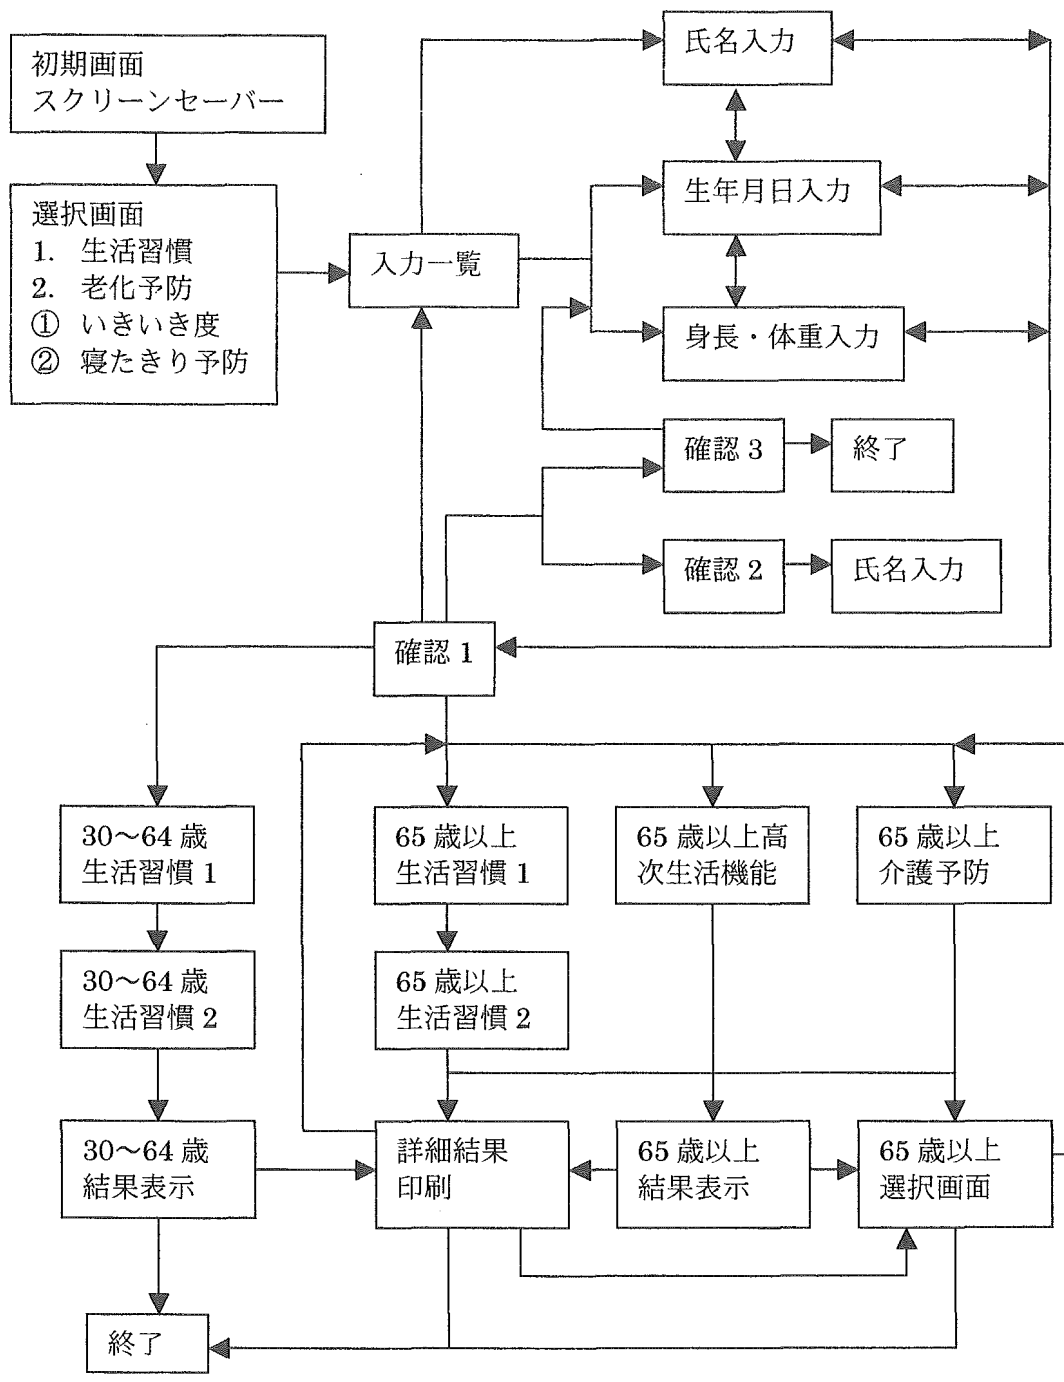 初期画面
スクリーンセーバー
選択画面
1. 生活習慣
2. 老化予防
① いきいき度
② 寝たきり予防
入力一覧
氏名入力
生年月日入力
身長・体重入力
確認 3
終了
確認 2
氏名入力
確認 1
30～64 歳
生活習慣 1
65 歳以上
生活習慣 1
65 歳以上高
次生活機能
65 歳以上
介護予防
30～64 歳
生活習慣 2
65 歳以上
生活習慣 2
30～64 歳
結果表示
詳細結果
印刷
65 歳以上
結果表示
65 歳以上
選択画面
終了